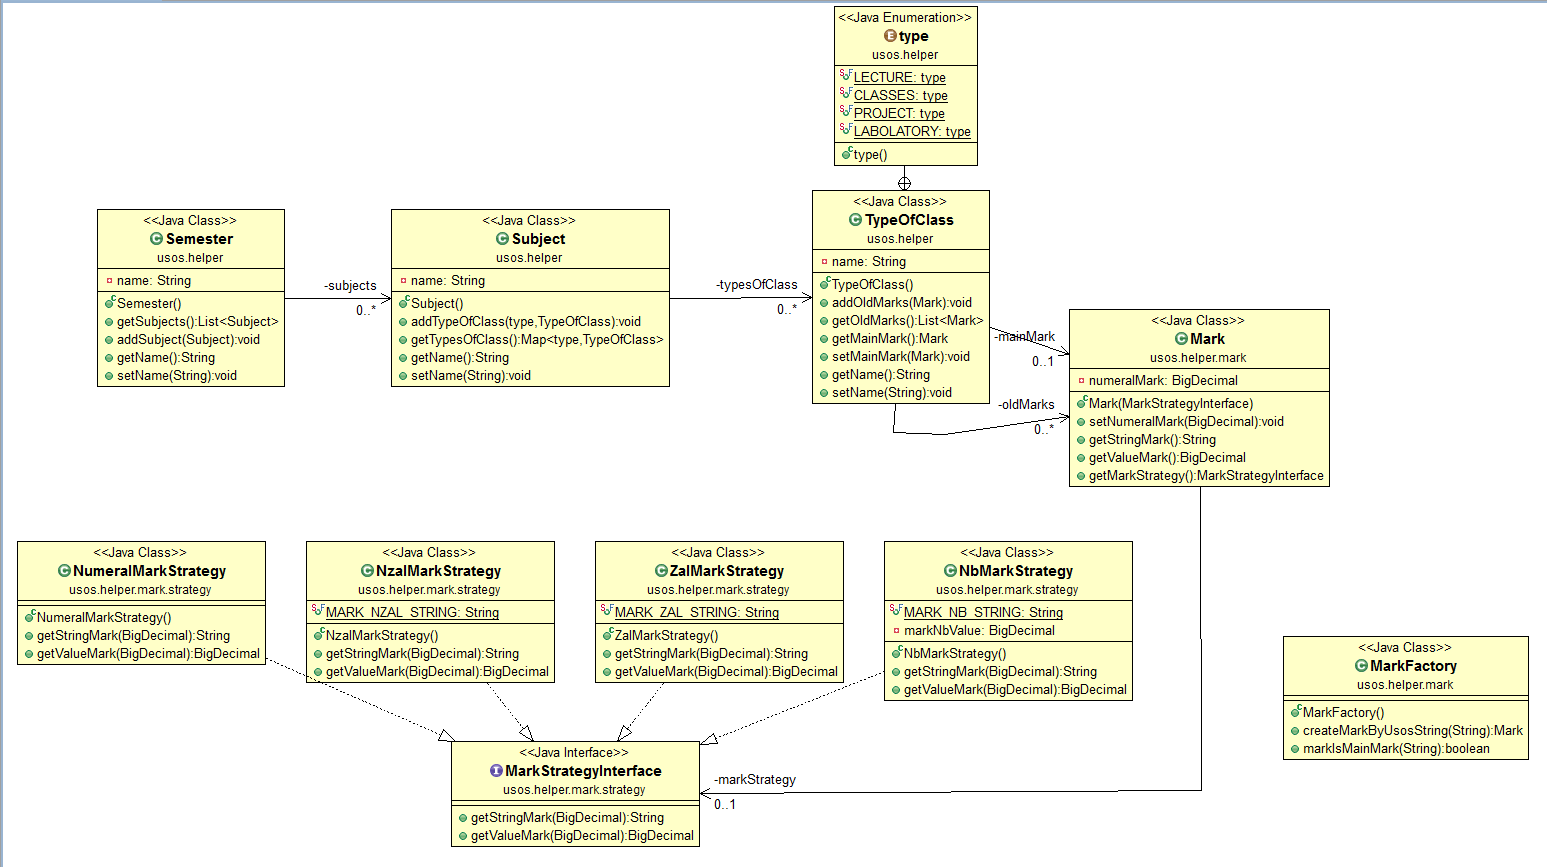 <<Java Enumeration>>
type
usos.helper
LECTURE: type
CLASSES: type
PROJECT: type
LABOLATORY: type
type()
<<Java Class>>
Semester
usos.helper
name: String
Semester()
getSubjects():List<Subject>
addSubject(Subject):void
getName():String
setName(String):void
-subjects
0..*
<<Java Class>>
Subject
usos.helper
name: String
Subject()
addTypeOfClass(type,TypeOfClass):void
getTypesOfClass():Map<type,TypeOfClass>
getName():String
setName(String):void
-typesOfClass
0..*
<<Java Class>>
TypeOfClass
usos.helper
name: String
TypeOfClass()
addOldMarks(Mark):void
getOldMarks():List<Mark>
getMainMark():Mark
setMainMark(Mark):void
getName():String
setName(String):void
-mainMark
0..1
-oldMarks
0..*
<<Java Class>>
Mark
usos.helper.mark
numeralMark: BigDecimal
Mark(MarkStrategyInterface)
setNumeralMark(BigDecimal):void
getStringMark():String
getValueMark():BigDecimal
getMarkStrategy():MarkStrategyInterface
<<Java Class>>
NumeralMarkStrategy
usos.helper.mark.strategy
NumeralMarkStrategy()
getStringMark(BigDecimal):String
getValueMark(BigDecimal):BigDecimal
<<Java Class>>
NzalMarkStrategy
usos.helper.mark.strategy
MARK_NZAL_STRING: String
NzalMarkStrategy()
getStringMark(BigDecimal):String
getValueMark(BigDecimal):BigDecimal
<<Java Class>>
ZalMarkStrategy
usos.helper.mark.strategy
MARK_ZAL_STRING: String
ZalMarkStrategy()
getStringMark(BigDecimal):String
getValueMark(BigDecimal):BigDecimal
<<Java Class>>
NbMarkStrategy
usos.helper.mark.strategy
MARK_NB_STRING: String
markNbValue: BigDecimal
NbMarkStrategy()
getStringMark(BigDecimal):String
getValueMark(BigDecimal):BigDecimal
<<Java Class>>
MarkFactory
usos.helper.mark
MarkFactory()
createMarkByUsosString(String):Mark
markIsMainMark(String):boolean
<<Java Interface>>
MarkStrategyInterface
usos.helper.mark.strategy
getStringMark(BigDecimal):String
getValueMark(BigDecimal):BigDecimal
-markStrategy
0..1